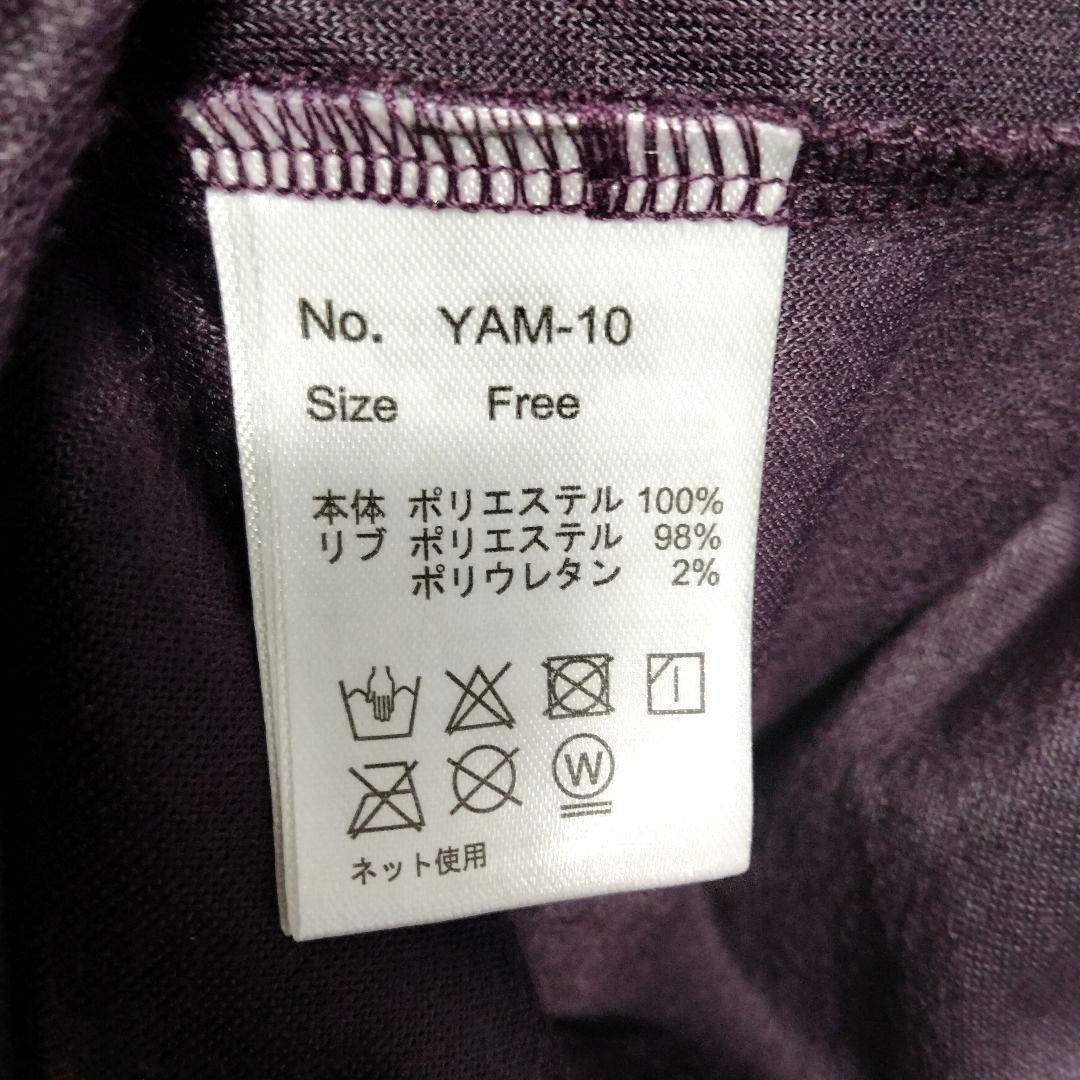 No. YAM-10
Size Free
本体 ポリエステル 100%
リブ ポリエステル 98%
ポリウレタン 2%
W
ネット使用